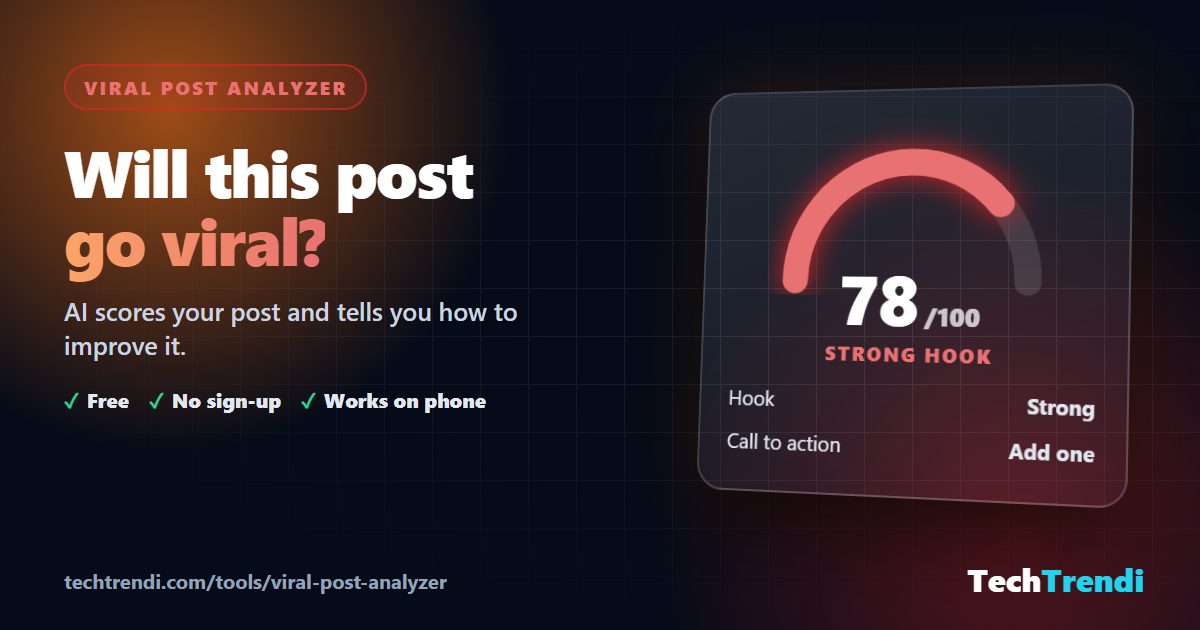 VIRAL POST ANALYZER
Will this post
go viral?
AI scores your post and tells you how to
improve it.
✓ Free ✓ No sign-up ✓ Works on phone
78 /100
STRONG HOOK
Hook Strong
Call to action Add one
techtrendi.com/tools/viral-post-analyzer
TechTrendi